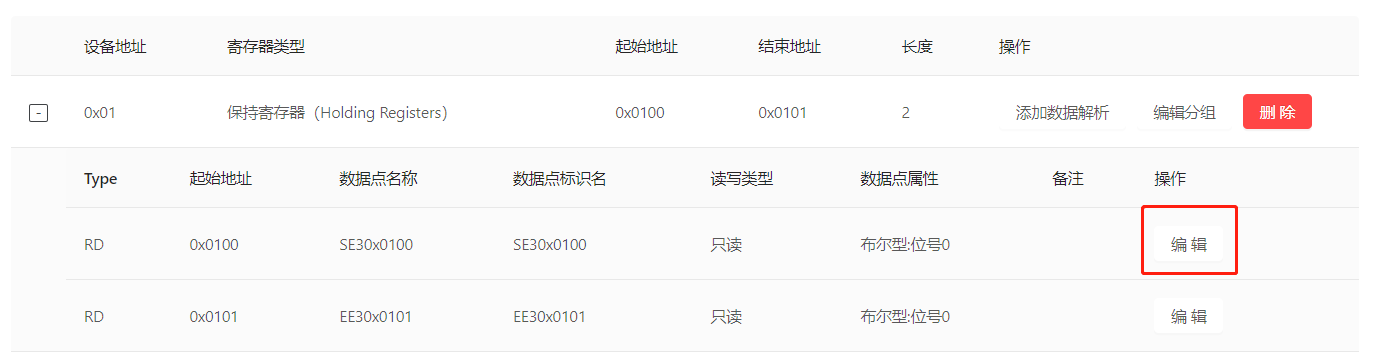 设备地址 寄存器类型 起始地址 结束地址 长度 操作
- 0x01 保持寄存器（Holding Registers） 0x0100 0x0101 2 添加数据解析 编辑分组 删 除
Type 起始地址 数据点名称 数据点标识名 读写类型 数据点属性 备注 操作
RD 0x0100 SE30x0100 SE30x0100 只读 布尔型:位号0 编 辑
RD 0x0101 EE30x0101 EE30x0101 只读 布尔型:位号0 编 辑